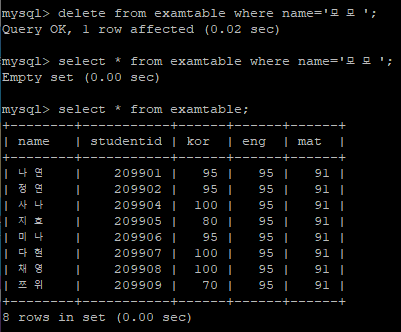 mysql> delete from examtable where name='모모';
Query OK, 1 row affected (0.02 sec)
mysql> select * from examtable where name='모모';
Empty set (0.00 sec)
mysql> select * from examtable;
+--------+-----------+------+------+------+
| name | studentid | kor | eng | mat |
+--------+-----------+------+------+------+
| 나연 | 209901 | 95 | 95 | 91 |
| 정연 | 209902 | 95 | 95 | 91 |
| 사나 | 209904 | 100 | 95 | 91 |
| 지효 | 209905 | 80 | 95 | 91 |
| 미나 | 209906 | 95 | 95 | 91 |
| 다현 | 209907 | 100 | 95 | 91 |
| 채영 | 209908 | 100 | 95 | 91 |
| 쯔위 | 209909 | 70 | 95 | 91 |
+--------+-----------+------+------+------+
8 rows in set (0.00 sec)